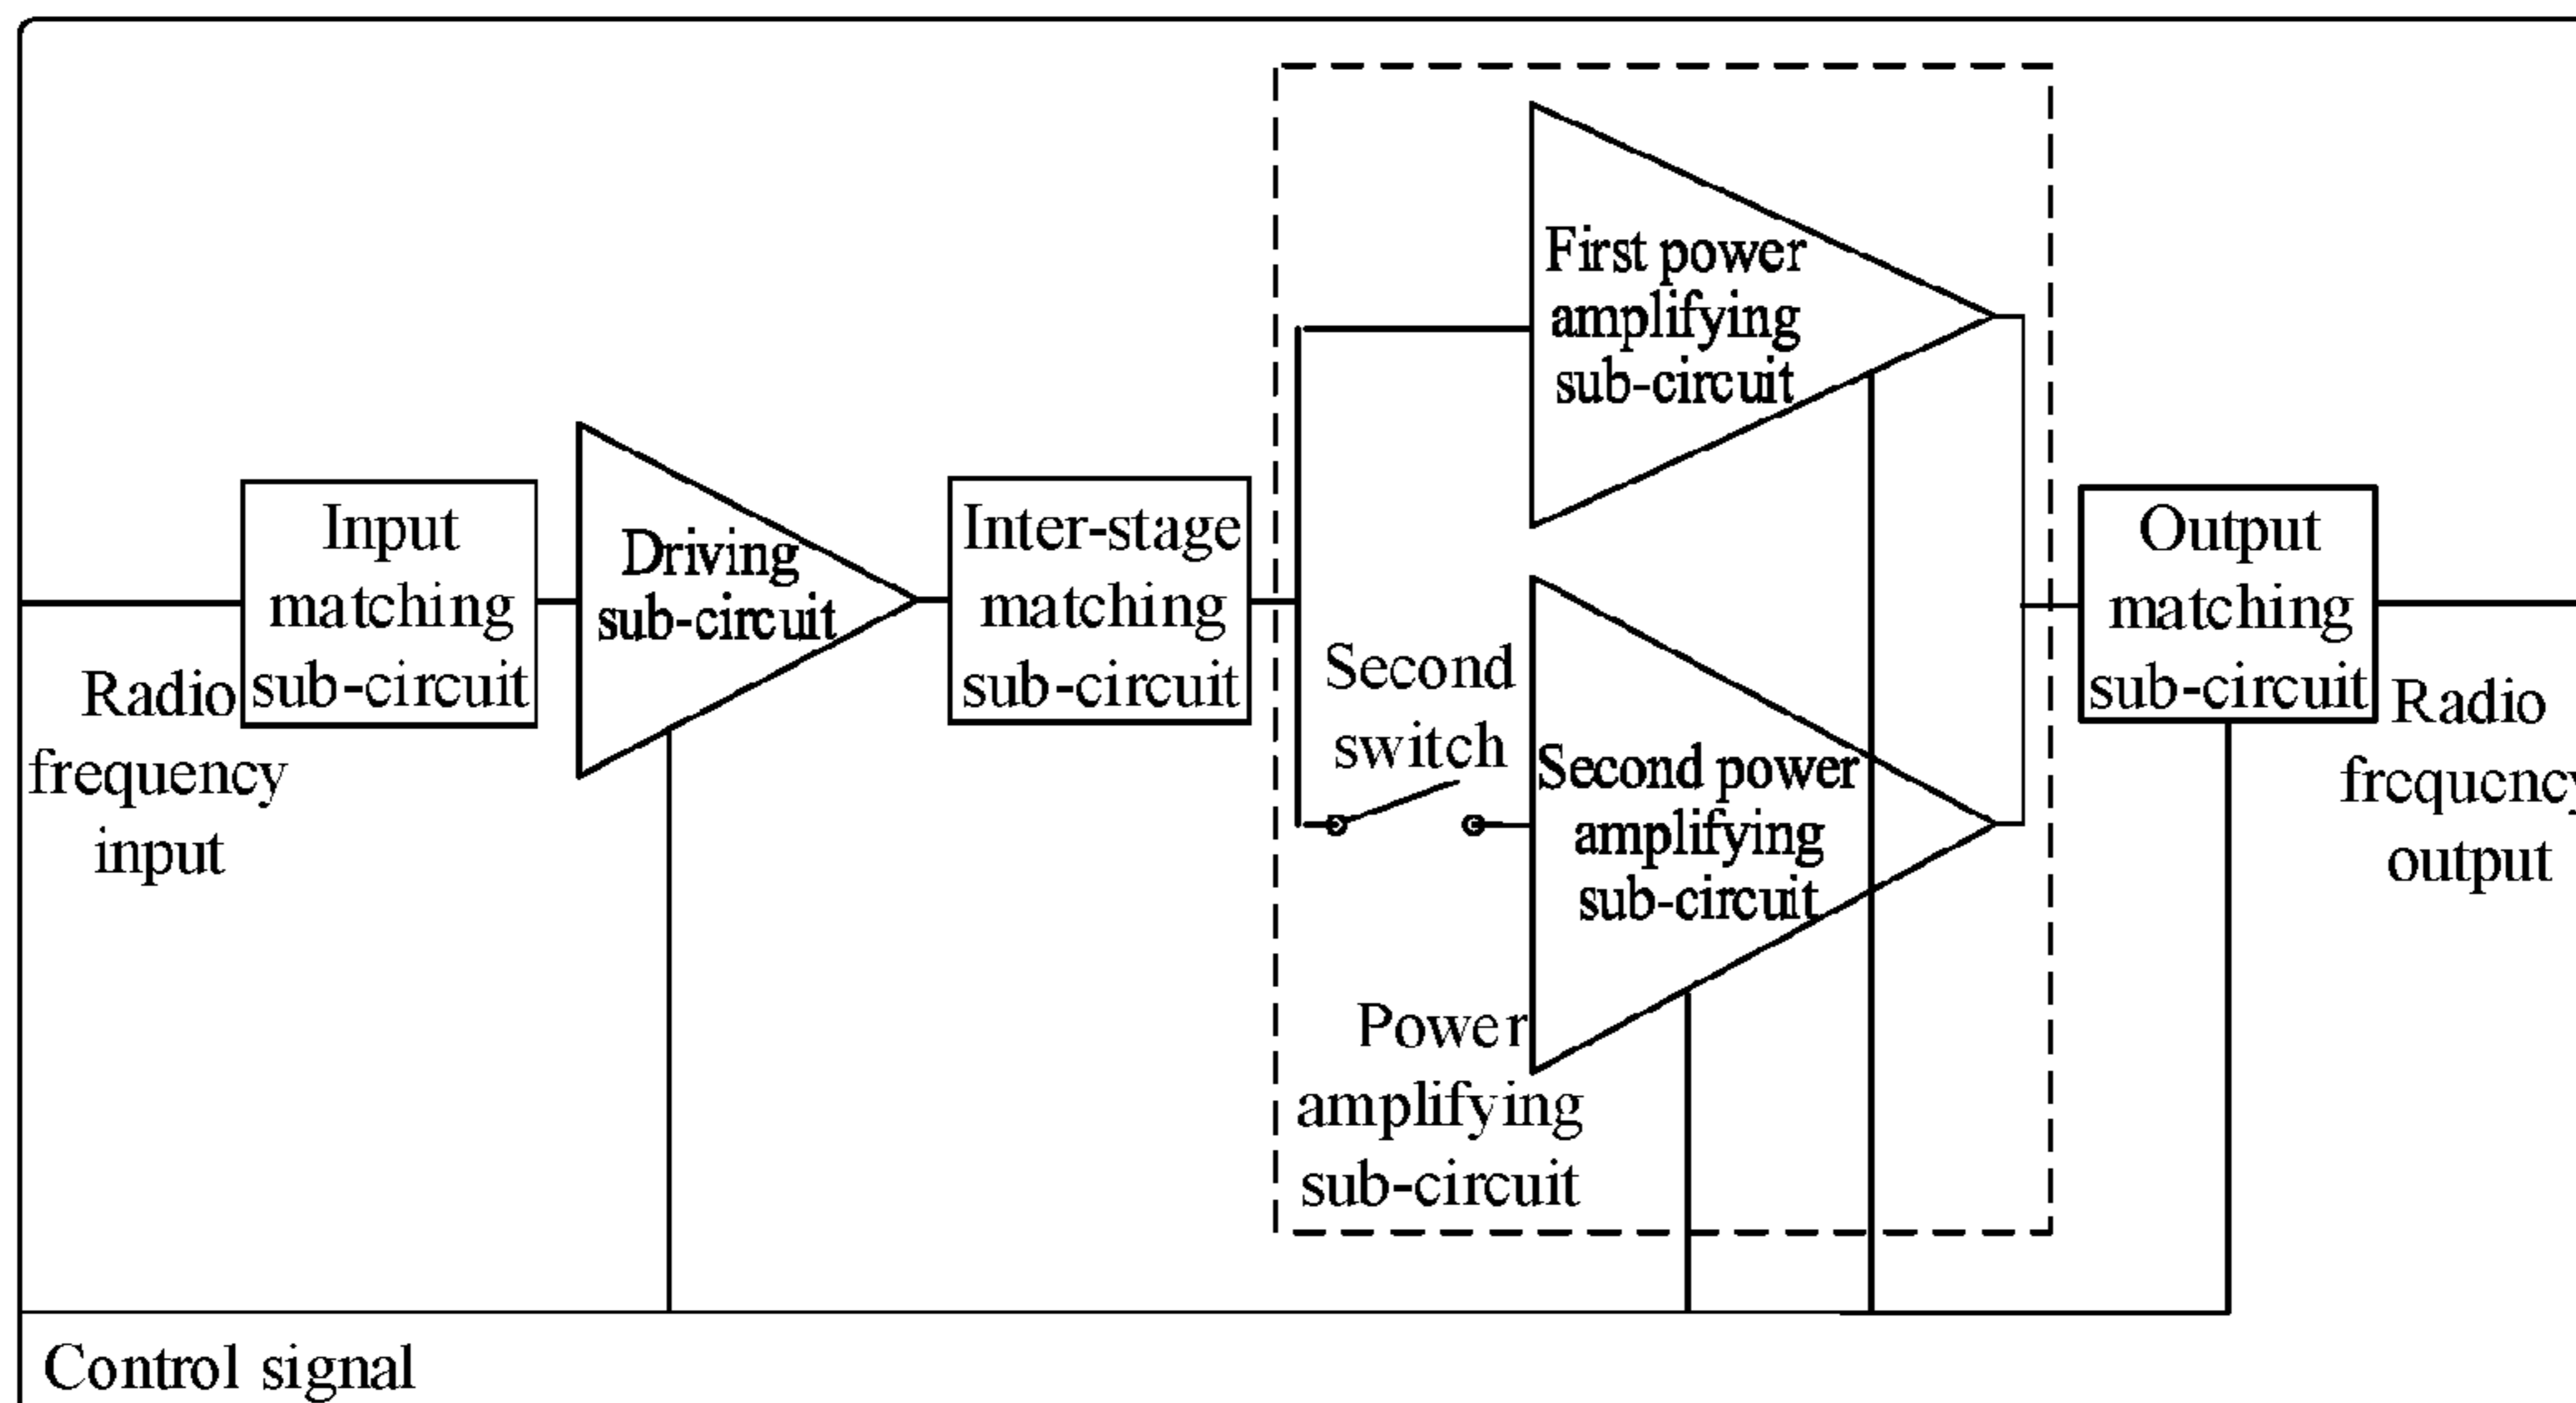 First power
amplifying
sub-circuit
Input
matching
sub-circuit
Driving
sub-circuit
Inter-stage
matching
sub-circuit
Output
matching
sub-circuit
Radio
frequency
input
Second
switch
Second power
amplifying
sub-circuit
Radio
frequency
output
Power
amplifying
sub-circuit
Control signal